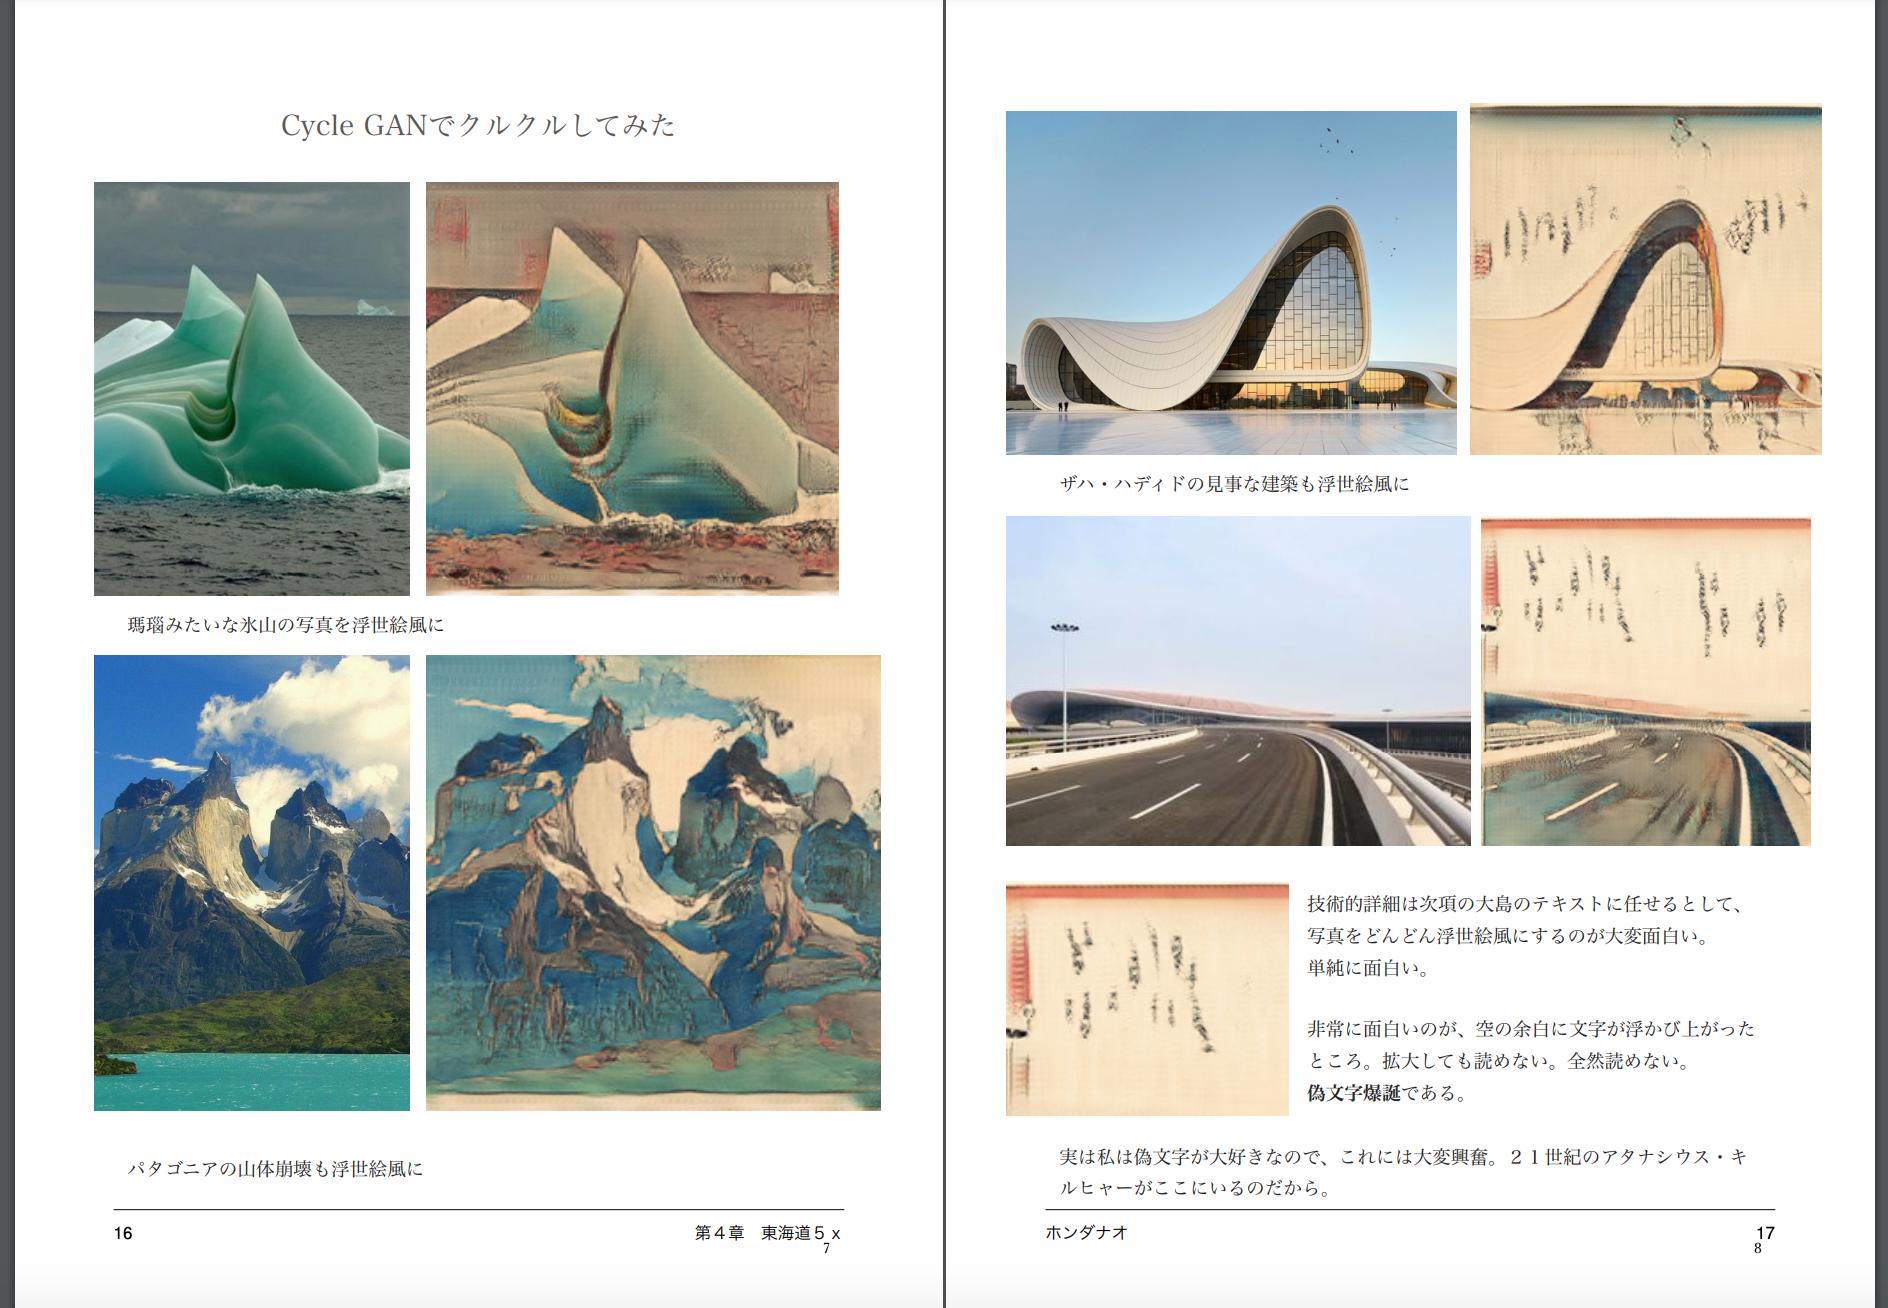 Cycle GANでクルクルしてみた
瑪瑙みたいな氷山の写真を浮世絵風に
パタゴニアの山体崩壊も浮世絵風に
16
第４章　東海道５x
7
ザハ・ハディドの見事な建築も浮世絵風に
技術的詳細は次項の大島のテキストに任せるとして、
写真をどんどん浮世絵風にするのが大変面白い。
単純に面白い。
非常に面白いのが、空の余白に文字が浮かび上がった
ところ。拡大しても読めない。全然読めない。
偽文字爆誕である。
実は私は偽文字が大好きなので、これには大変興奮。２１世紀のアタナシウス・キ
ルヒャーがここにいるのだから。
ホンダナオ
17
8